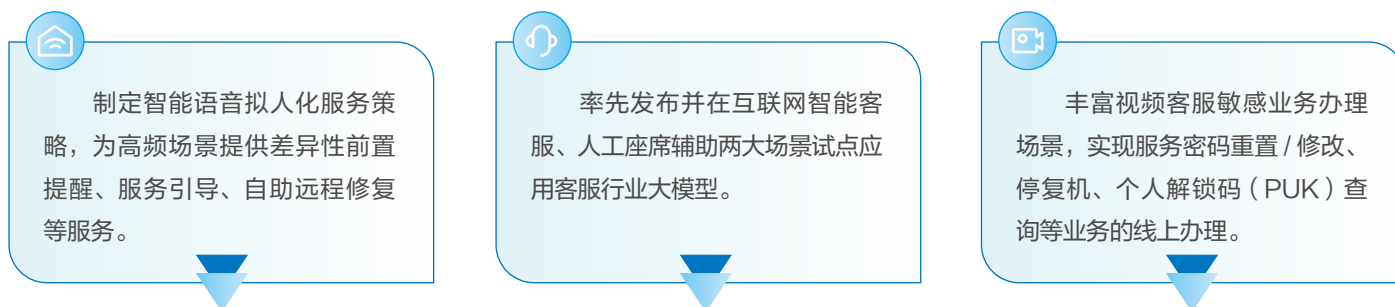 制定智能语音拟人化服务策
略，为高频场景提供差异性前置
提醒、服务引导、自助远程修复
等服务。
率先发布并在互联网智能客
服、人工座席辅助两大场景试点应
用客服行业大模型。
丰富视频客服敏感业务办理
场景，实现服务密码重置 / 修改、
停复机、个人解锁码（PUK）查
询等业务的线上办理。